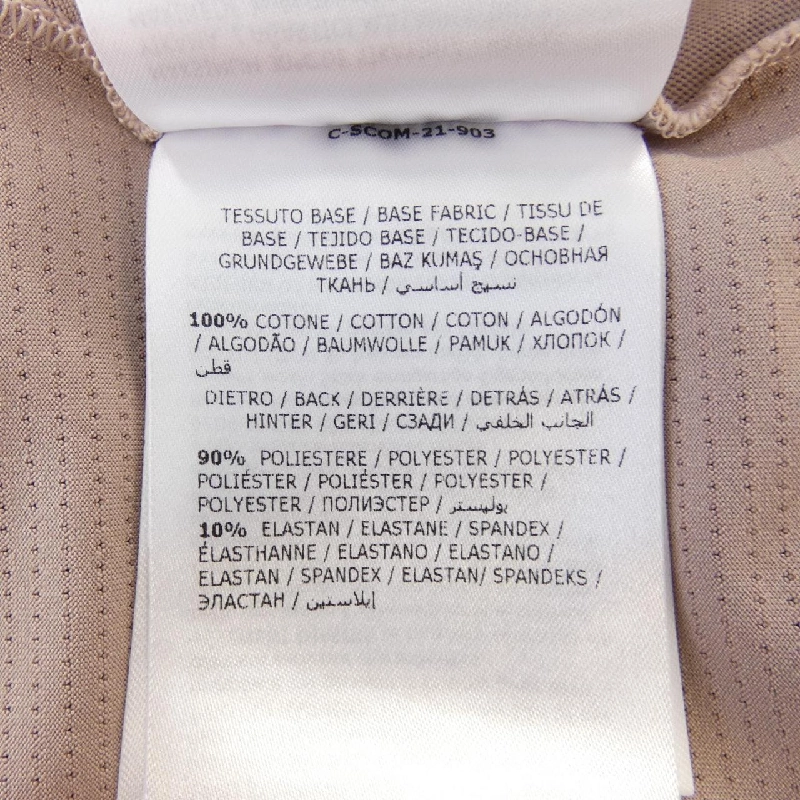 C-SCOM-21-903
TESSUTO BASE / BASE FABRIC / TISSU DE
BASE / TEJIDO BASE / TECIDO-BASE /
GRUNDGEWEBE / BAZ KUMAŞ / ОСНОВНАЯ
ТКАНЬ / نسيج أساسي
100% COTONE / COTTON / COTON / ALGODÓN
/ ALGODÃO / BAUMWOLLE / PAMUK / ХЛОПОК /
قطن
DIETRO / BACK / DERRIÈRE / DETRÁS / ATRÁS /
HINTER / GERI / СЗАДИ / الجانب الخلفي
90% POLIESTERE / POLYESTER / POLYESTER /
POLIÉSTER / POLIÉSTER / POLYESTER /
POLYESTER / ПОЛИЭСТЕР / بوليستر
10% ELASTAN / ELASTANE / SPANDEX /
ÉLASTHANNE / ELASTANO / ELASTANO /
ELASTAN / SPANDEX / ELASTAN/ SPANDEKS /
ЭЛАСТАН / إيلاستين